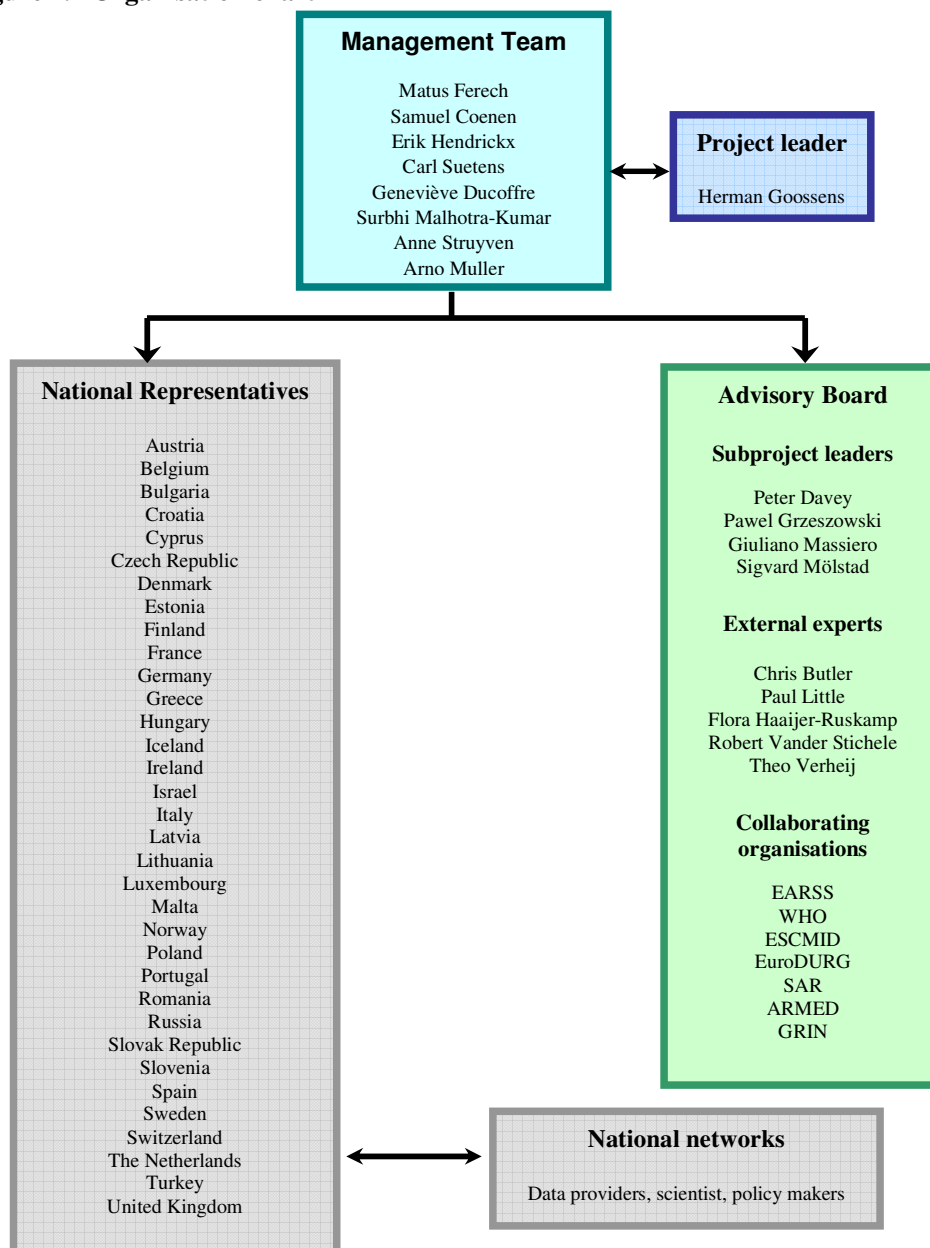 Management Team
Matus Ferech
Samuel Coenen
Erik Hendrickx
Carl Suetens
Geneviève Ducoffre
Surbhi Malhotra-Kumar
Anne Struyven
Arno Muller
Project leader
Herman Goossens
National Representatives
Austria
Belgium
Bulgaria
Croatia
Cyprus
Czech Republic
Denmark
Estonia
Finland
France
Germany
Greece
Hungary
Iceland
Ireland
Israel
Italy
Latvia
Lithuania
Luxembourg
Malta
Norway
Poland
Portugal
Romania
Russia
Slovak Republic
Slovenia
Spain
Sweden
Switzerland
The Netherlands
Turkey
United Kingdom
Advisory Board
Subproject leaders
Peter Davey
Pawel Grzeszowski
Giuliano Massiero
Sigvard Mölstad
External experts
Chris Butler
Paul Little
Flora Haaijer-Ruskamp
Robert Vander Stichele
Theo Verheij
Collaborating
organisations
EARSS
WHO
ESCMID
EuroDURG
SAR
ARMED
GRIN
National networks
Data providers, scientist, policy makers